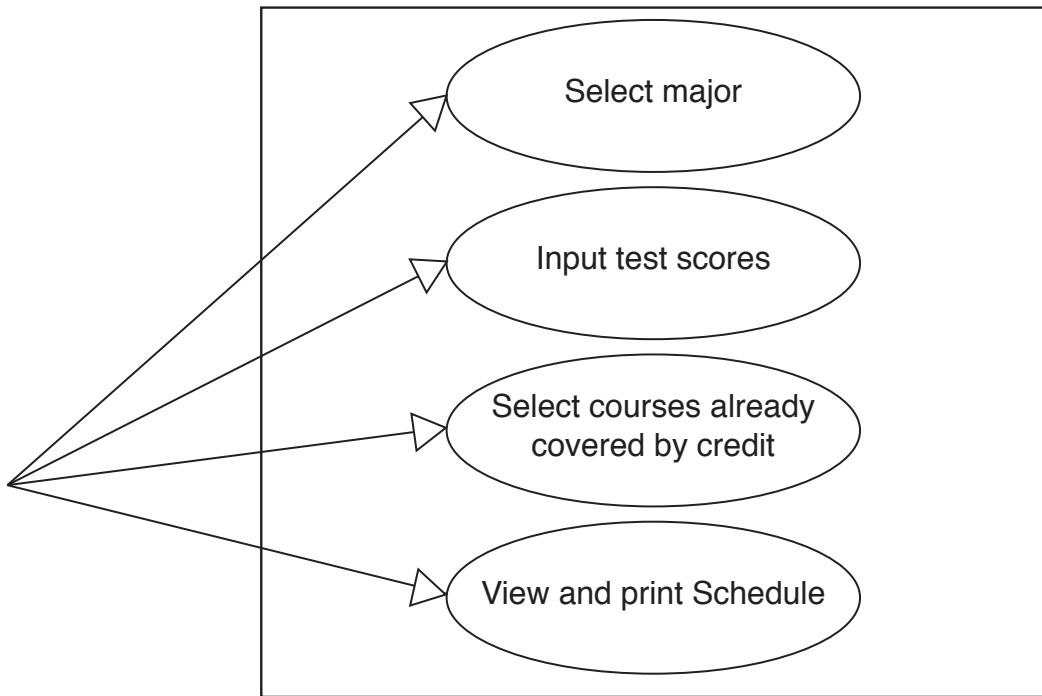 Select major
Input test scores
Select courses already
covered by credit
View and print Schedule